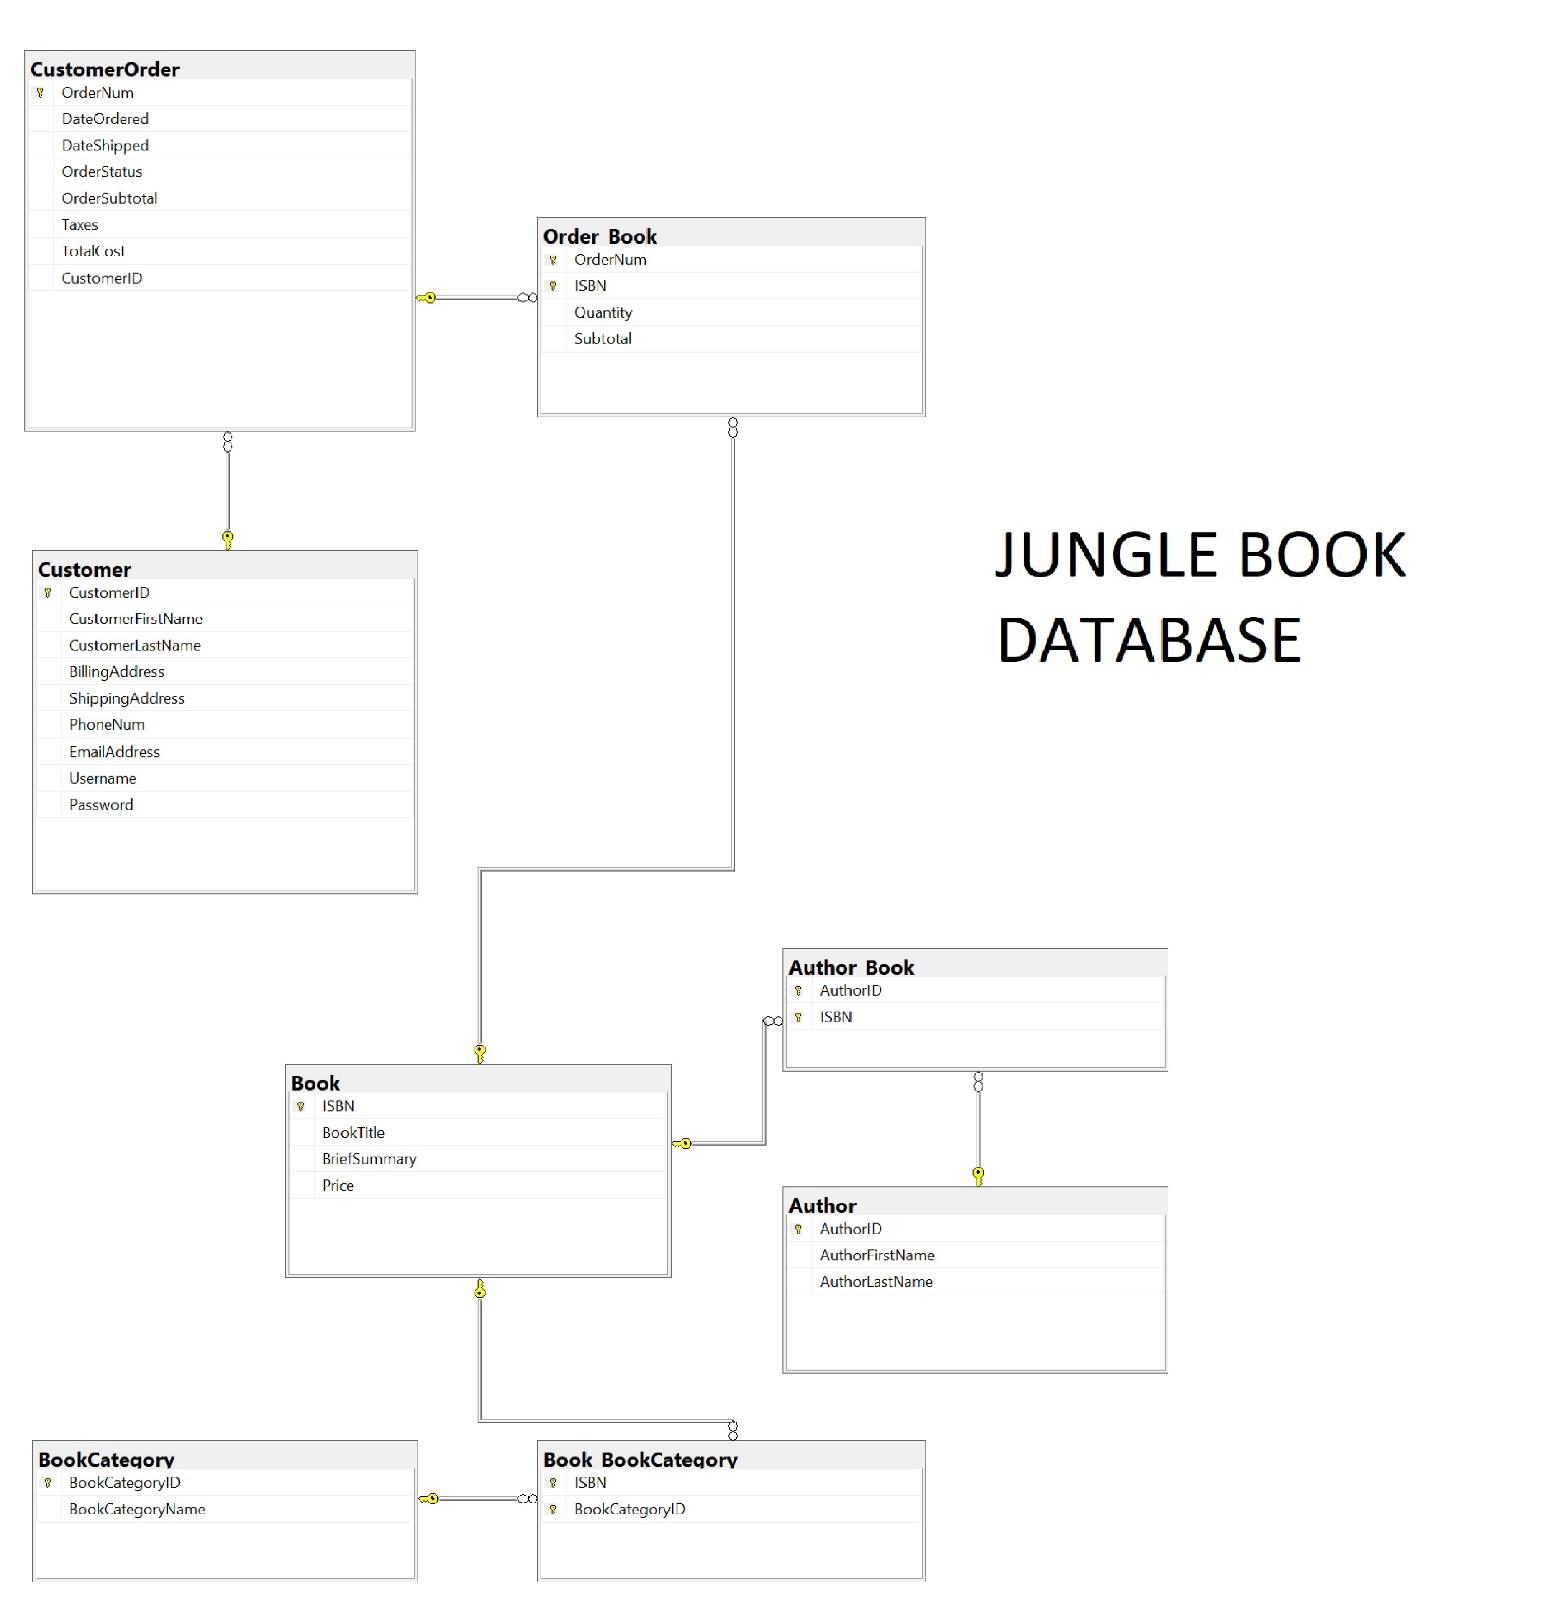 CustomerOrder
OrderNum
DateOrdered
DateShipped
OrderStatus
OrderSubtotal
Taxes
TotalCost
CustomerID
Order_Book
OrderNum
ISBN
Quantity
Subtotal
JUNGLE BOOK
DATABASE
Customer
CustomerID
CustomerFirstName
CustomerLastName
BillingAddress
ShippingAddress
PhoneNum
EmailAddress
Username
Password
Author_Book
AuthorID
ISBN
Book
ISBN
BookTitle
BriefSummary
Price
Author
AuthorID
AuthorFirstName
AuthorLastName
BookCategory
BookCategoryID
BookCategoryName
Book_BookCategory
ISBN
BookCategoryID